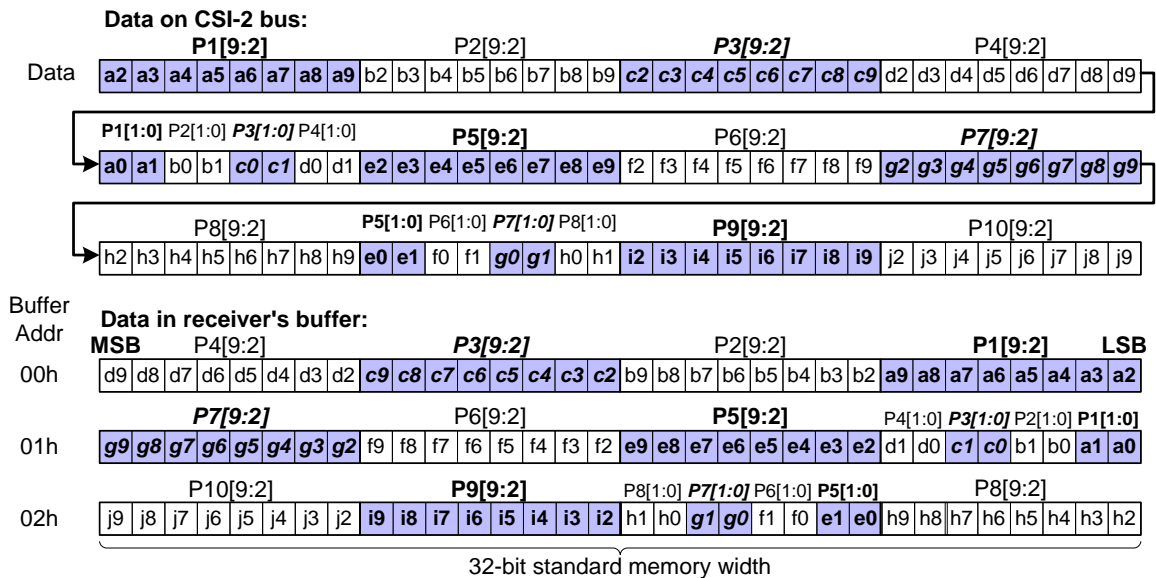 Data on CSI-2 bus:
P1[9:2] P2[9:2] P3[9:2] P4[9:2]
Data a2 a3 a4 a5 a6 a7 a8 a9 b2 b3 b4 b5 b6 b7 b8 b9 c2 c3 c4 c5 c6 c7 c8 c9 d2 d3 d4 d5 d6 d7 d8 d9
P1[1:0] P2[1:0] P3[1:0] P4[1:0] P5[9:2] P6[9:2] P7[9:2]
a0 a1 b0 b1 c0 c1 d0 d1 e2 e3 e4 e5 e6 e7 e8 e9 f2 f3 f4 f5 f6 f7 f8 f9 g2 g3 g4 g5 g6 g7 g8 g9
P8[9:2] P5[1:0] P6[1:0] P7[1:0] P8[1:0] P9[9:2] P10[9:2]
h2 h3 h4 h5 h6 h7 h8 h9 e0 e1 f0 f1 g0 g1 h0 h1 i2 i3 i4 i5 i6 i7 i8 i9 j2 j3 j4 j5 j6 j7 j8 j9
Buffer
Addr
Data in receiver's buffer:
MSB P4[9:2] P3[9:2] P2[9:2] P1[9:2] LSB
00h d9 d8 d7 d6 d5 d4 d3 d2 c9 c8 c7 c6 c5 c4 c3 c2 b9 b8 b7 b6 b5 b4 b3 b2 a9 a8 a7 a6 a5 a4 a3 a2
P7[9:2] P6[9:2] P5[9:2] P4[1:0] P3[1:0] P2[1:0] P1[1:0]
01h g9 g8 g7 g6 g5 g4 g3 g2 f9 f8 f7 f6 f5 f4 f3 f2 e9 e8 e7 e6 e5 e4 e3 e2 d1 d0 c1 c0 b1 b0 a1 a0
P10[9:2] P9[9:2] P8[1:0] P7[1:0] P6[1:0] P5[1:0] P8[9:2]
02h j9 j8 j7 j6 j5 j4 j3 j2 i9 i8 i7 i6 i5 i4 i3 i2 h1 h0 g1 g0 f1 f0 e1 e0 h9 h8 h7 h6 h5 h4 h3 h2
32-bit standard memory width